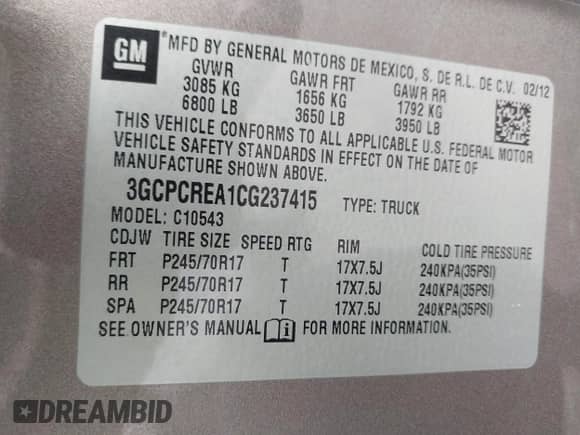 GM *MFD BY GENERAL MOTORS DE MEXICO, S. DE R.L. DE C.V. 02/12
GVWR GAWR FRT GAWR RR
3085 KG 1656 KG 1792 KG
6800 LB 3650 LB 3950 LB
THIS VEHICLE CONFORMS TO ALL APPLICABLE U.S. FEDERAL MOTOR
VEHICLE SAFETY STANDARDS IN EFFECT ON THE DATE OF
MANUFACTURE SHOWN ABOVE.
3GCPCREA1CG237415 TYPE: TRUCK
MODEL: C10543
CDJW TIRE SIZE SPEED RTG RIM COLD TIRE PRESSURE
FRT P245/70R17 T 17X7.5J 240KPA(35PSI)
RR P245/70R17 T 17X7.5J 240KPA(35PSI)
SPA P245/70R17 T 17X7.5J 240KPA(35PSI)
SEE OWNER'S MANUAL FOR MORE INFORMATION.
DREAMBID